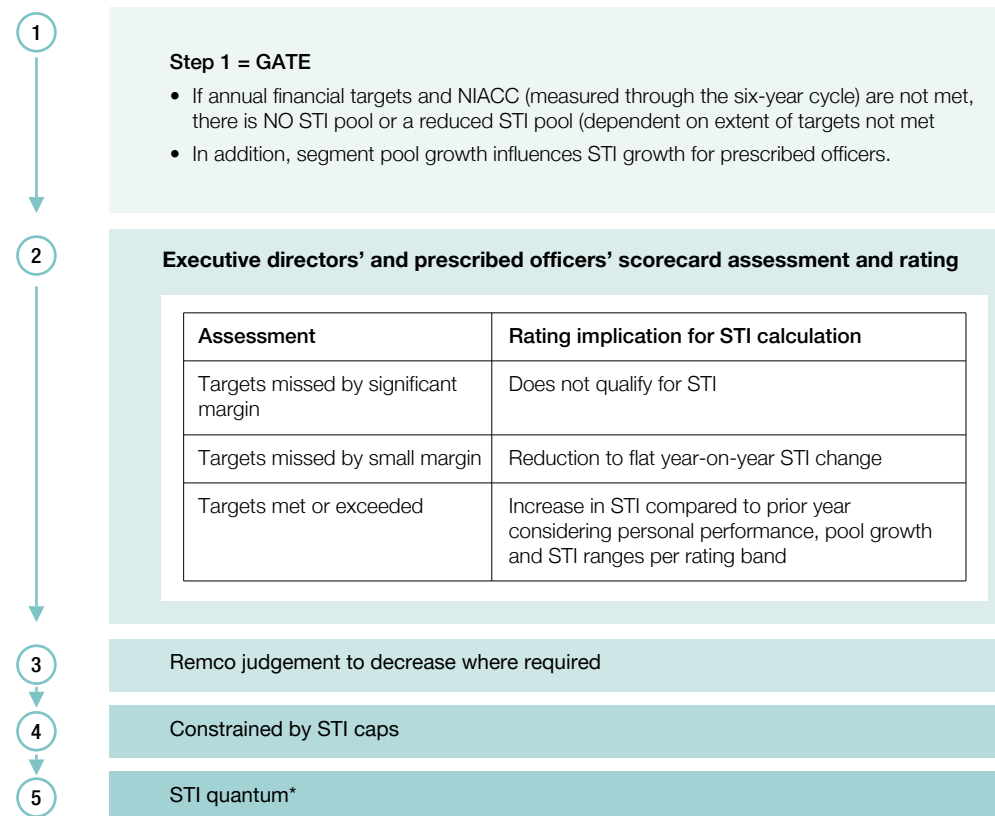 1
Step 1 = GATE
• If annual financial targets and NIACC (measured through the six-year cycle) are not met,
there is NO STI pool or a reduced STI pool (dependent on extent of targets not met
• In addition, segment pool growth influences STI growth for prescribed officers.
2
Executive directors’ and prescribed officers’ scorecard assessment and rating
Assessment
Rating implication for STI calculation
Targets missed by significant
margin
Does not qualify for STI
Targets missed by small margin
Reduction to flat year-on-year STI change
Targets met or exceeded
Increase in STI compared to prior year
considering personal performance, pool growth
and STI ranges per rating band
3
Remco judgement to decrease where required
4
Constrained by STI caps
5
STI quantum*